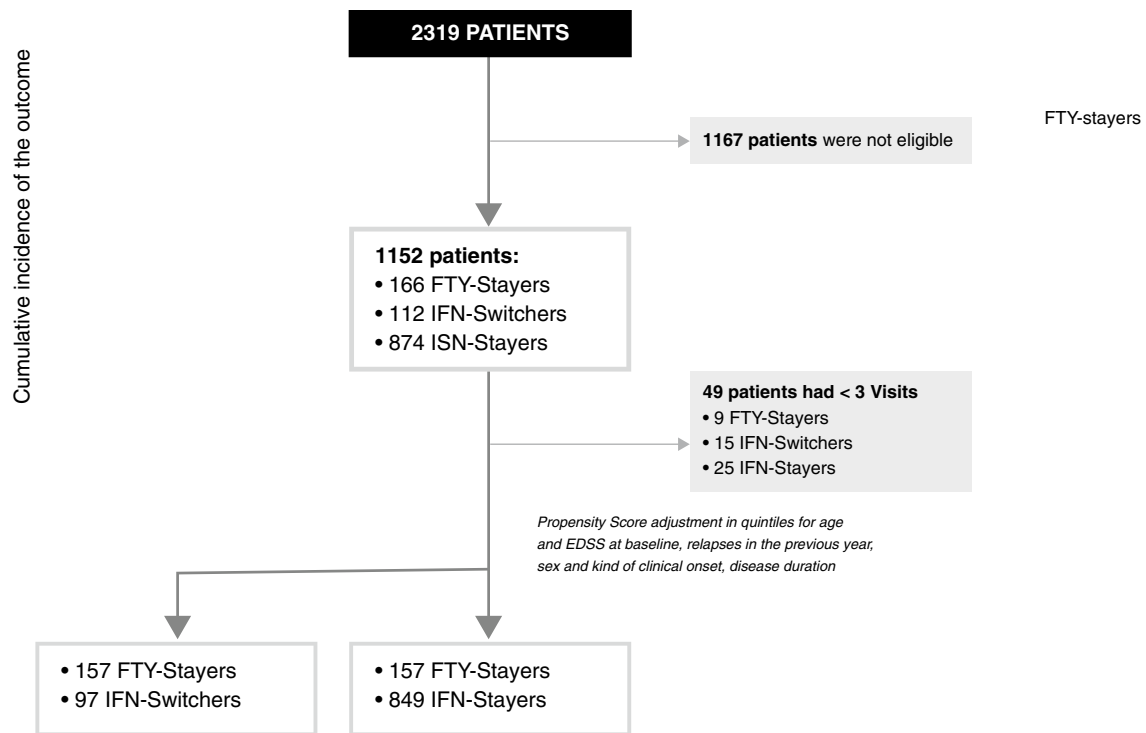 Cumulative incidence of the outcome
2319 PATIENTS
FTY-stayers
1167 patients were not eligible
1152 patients:
• 166 FTY-Stayers
• 112 IFN-Switchers
• 874 ISN-Stayers
49 patients had < 3 Visits
• 9 FTY-Stayers
• 15 IFN-Switchers
• 25 IFN-Stayers
Propensity Score adjustment in quintiles for age
and EDSS at baseline, relapses in the previous year,
sex and kind of clinical onset, disease duration
• 157 FTY-Stayers
• 97 IFN-Switchers
• 157 FTY-Stayers
• 849 IFN-Stayers